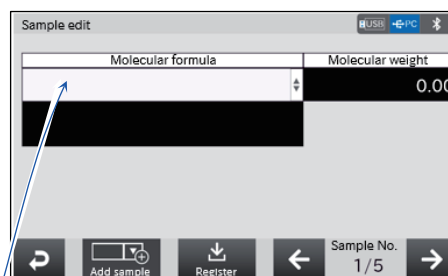 Sample edit USB PC
Molecular formula Molecular weight
0.00
Add sample Register Sample No.
1/5